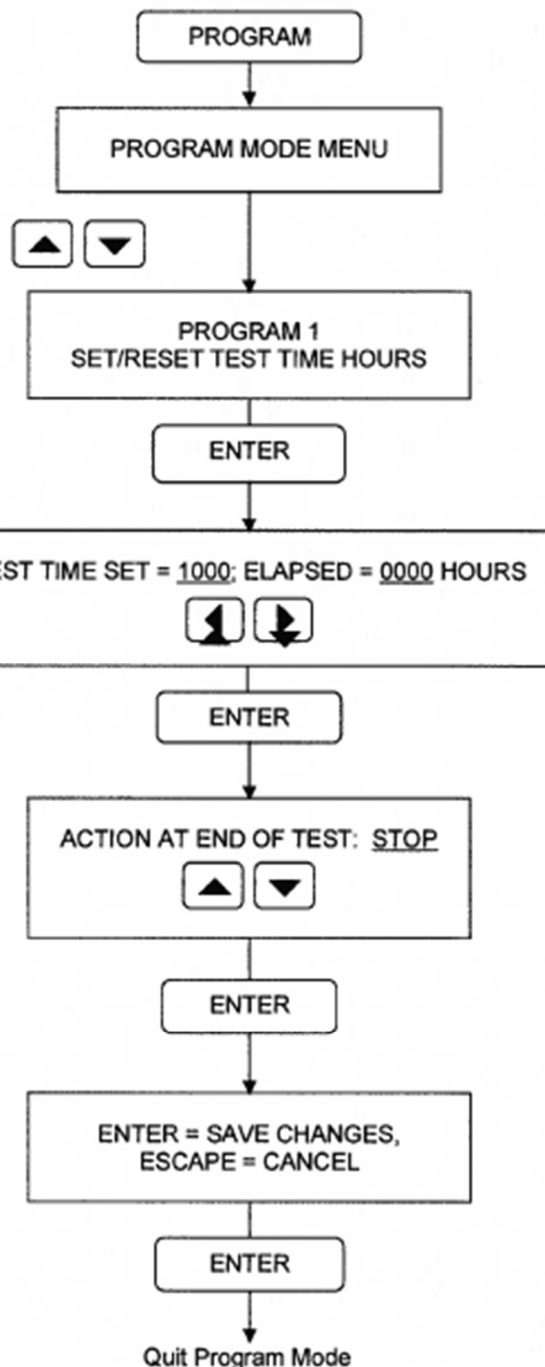 PROGRAM
PROGRAM MODE MENU
PROGRAM 1
SET/RESET TEST TIME HOURS
ENTER
EST TIME SET = 1000; ELAPSED = 0000 HOURS
ENTER
ACTION AT END OF TEST: STOP
ENTER
ENTER = SAVE CHANGES,
ESCAPE = CANCEL
ENTER
Quit Program Mode